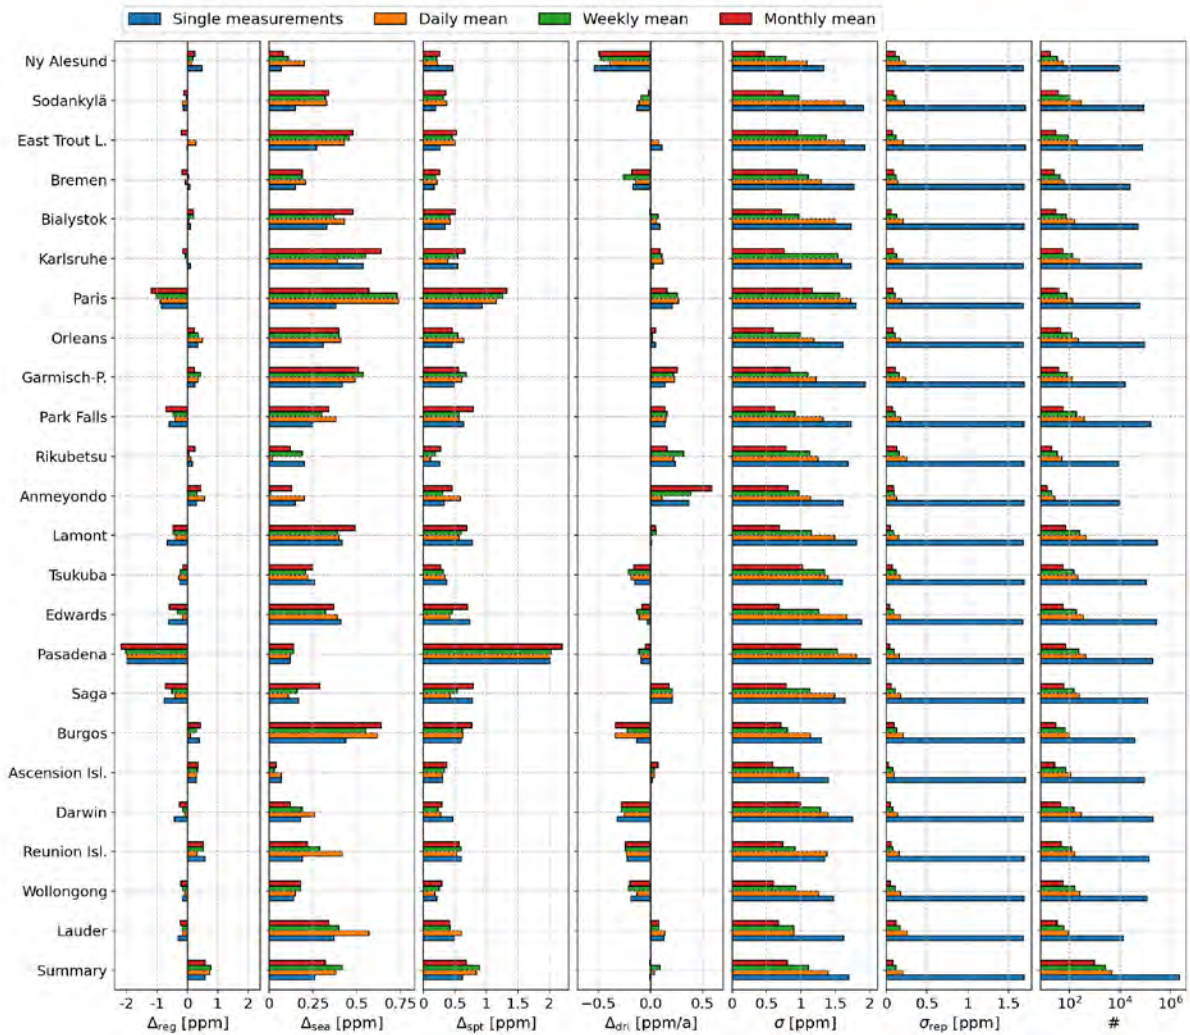 Single measurements Daily mean Weekly mean Monthly mean
Ny Alesund
Sodankylä
East Trout L.
Bremen
Bialystok
Karlsruhe
Paris
Orleans
Garmisch-P.
Park Falls
Rikubetsu
Anmeyondo
Lamont
Tsukuba
Edwards
Pasadena
Saga
Burgos
Ascension Isl.
Darwin
Reunion Isl.
Wollongong
Lauder
Summary
−2 −1 0 1 2 0 0.25 0.5 0.75 0 0.5 1 1.5 2 −0.5 0.0 0.5 0 0.5 1 1.5 2 0 0.5 1 1.5 10² 10⁴ 10⁶
Δreg [ppm] Δsea [ppm] Δspt [ppm] Δdri [ppm/a] σ [ppm] σrep [ppm] #